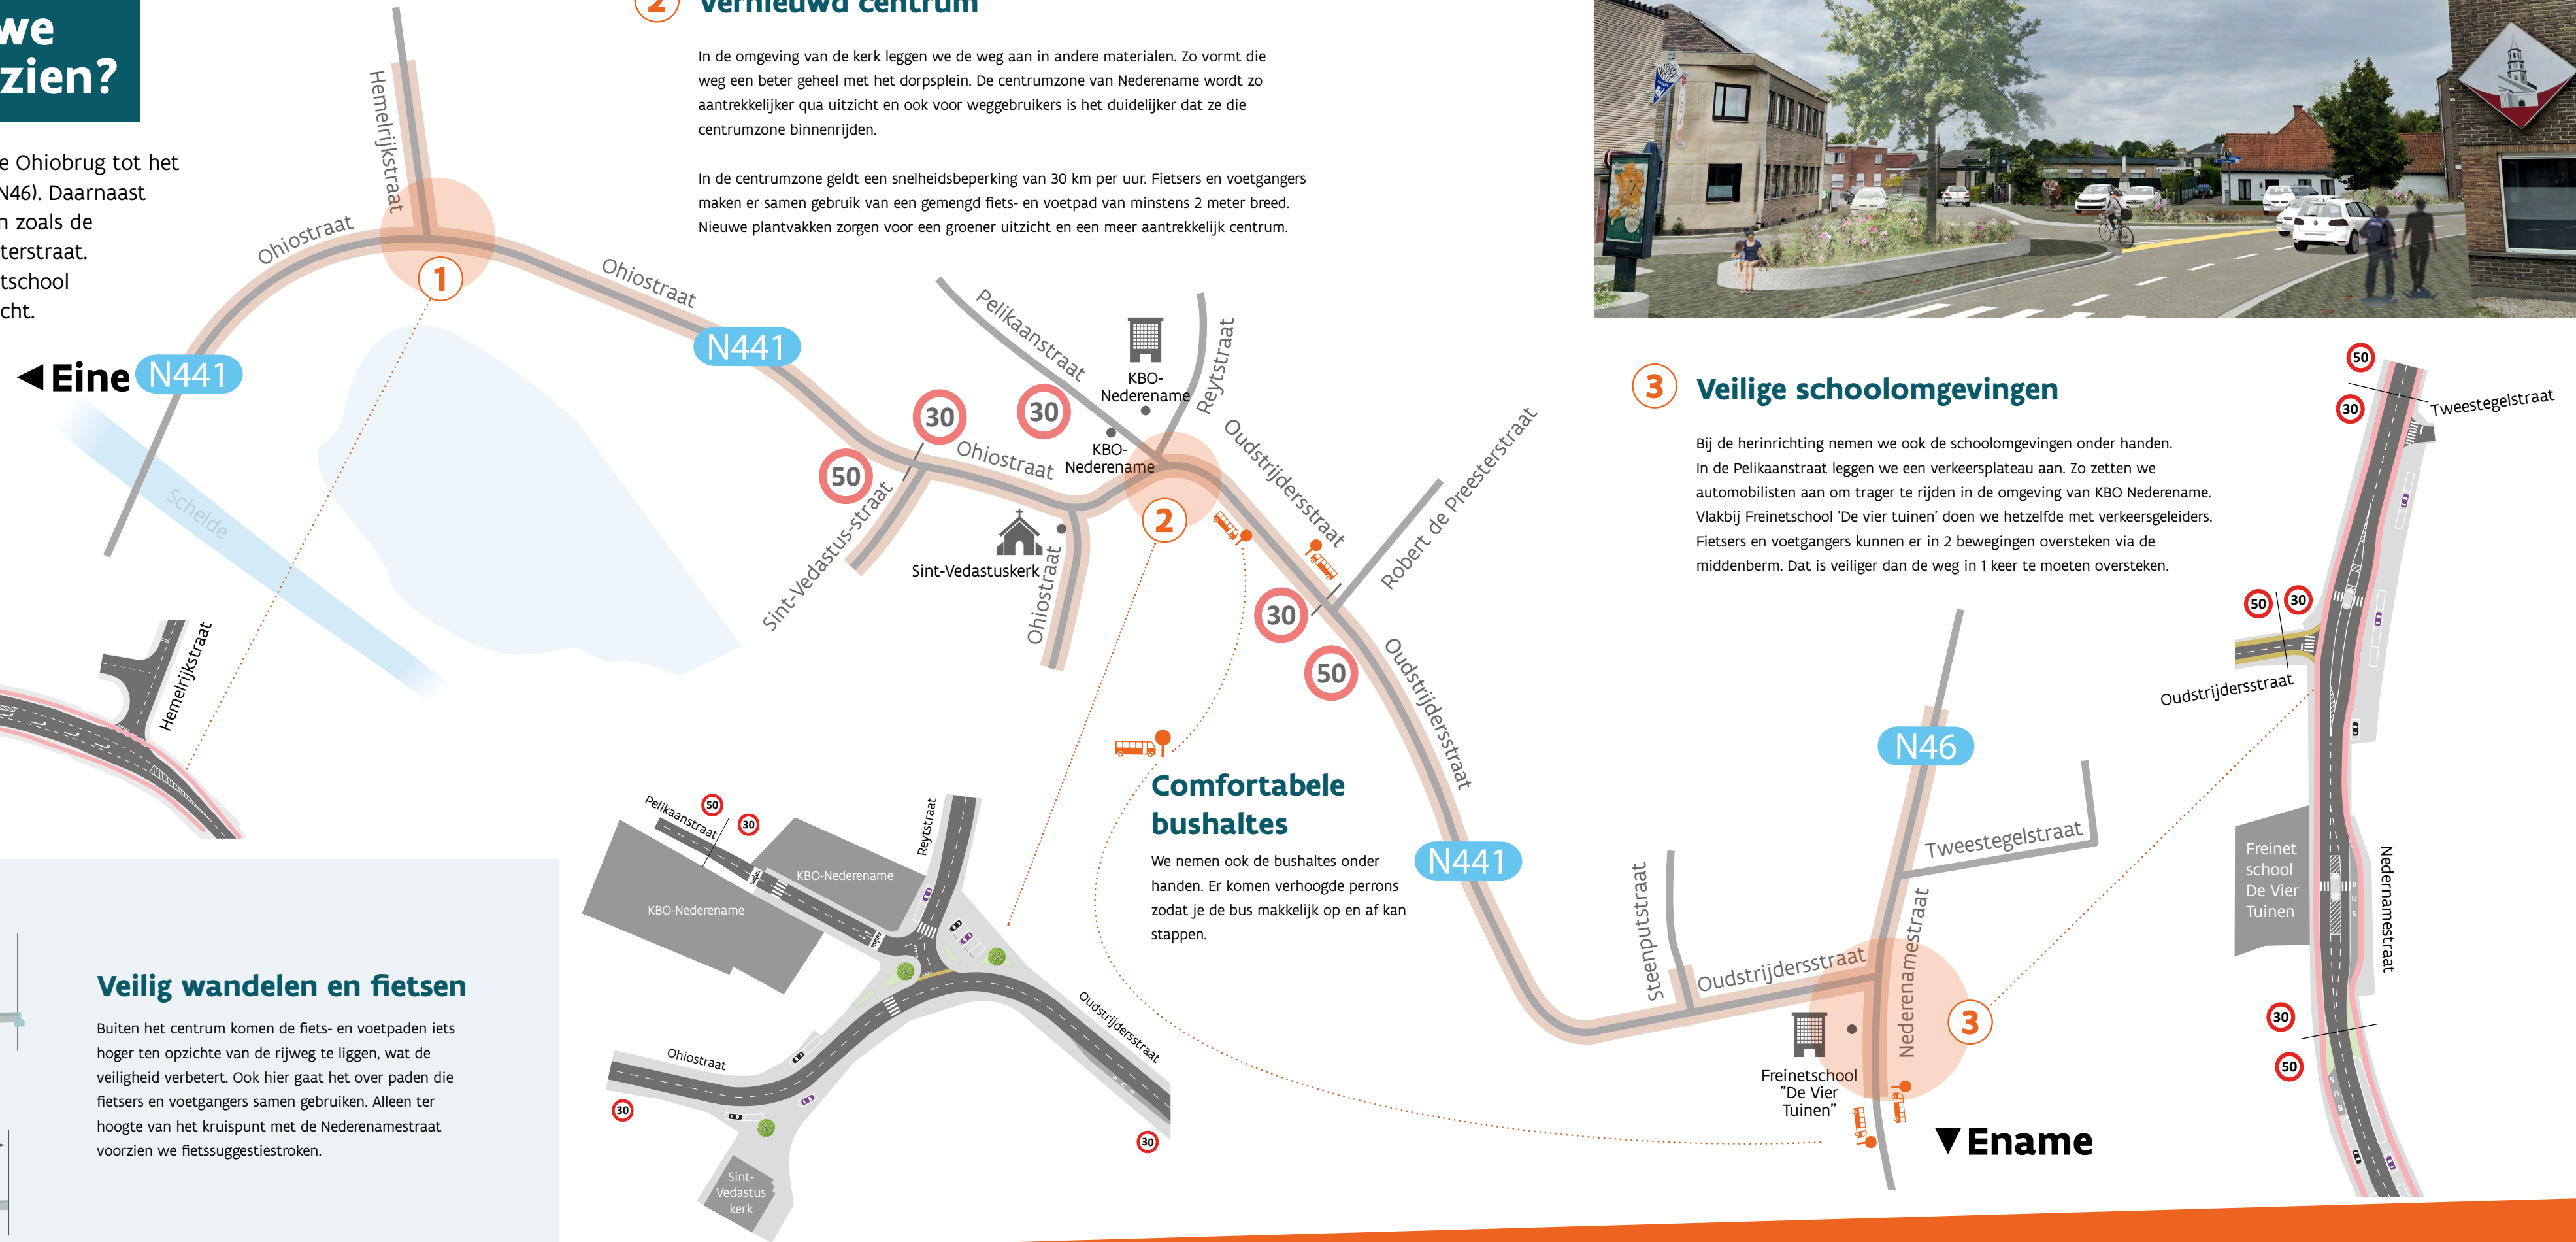 we
zien?
e Ohiobrug tot het
N46). Daarnaast
n zoals de
terstraat.
tschool
cht.
2 Vernieuwd centrum
In de omgeving van de kerk leggen we de weg aan in andere materialen. Zo vormt die
weg een beter geheel met het dorpsplein. De centrumzone van Nederename wordt zo
aantrekkelijker qua uitzicht en ook voor weggebruikers is het duidelijker dat ze die
centrumzone binnenrijden.
In de centrumzone geldt een snelheidsbeperking van 30 km per uur. Fietsers en voetgangers
maken er samen gebruik van een gemengd fiets- en voetpad van minstens 2 meter breed.
Nieuwe plantvakken zorgen voor een groener uitzicht en een meer aantrekkelijk centrum.
Hemelrijkstraat
Ohiostraat
1
Ohiostraat
N441
Eine
N441
Schelde
Pelikaanstraat
KBO-
Nederename
Reytstraat
30
30
KBO-
Nederename
50
Ohiostraat
Oudstrijdersstraat
Robert de Preesterstraat
Sint-Vedastus-straat
2
Sint-Vedastuskerk
Ohiostraat
30
50
Oudstrijdersstraat
N441
Comfortabele
bushaltes
We nemen ook de bushaltes onder
handen. Er komen verhoogde perrons
zodat je de bus makkelijk op en af kan
stappen.
3 Veilige schoolomgevingen
Bij de herinrichting nemen we ook de schoolomgevingen onder handen.
In de Pelikaanstraat leggen we een verkeersplateau aan. Zo zetten we
automobilisten aan om trager te rijden in de omgeving van KBO Nederename.
Vlakbij Freinetschool 'De vier tuinen' doen we hetzelfde met verkeersgeleiders.
Fietsers en voetgangers kunnen er in 2 bewegingen oversteken via de
middenberm. Dat is veiliger dan de weg in 1 keer te moeten oversteken.
N46
Tweestegelstraat
Steenputstraat
Oudstrijdersstraat
Nederenamestraat
3
Freinetschool
"De Vier
Tuinen"
Ename
50
30
Tweestegelstraat
50
30
Oudstrijdersstraat
Freinet
school
De Vier
Tuinen
BUS
Nedernamestraat
30
50
BUS
Hemelrijkstraat
Pelikaanstraat
50
30
Reytstraat
KBO-Nederename
KBO-Nederename
Ohiostraat
30
Oudstrijdersstraat
30
Sint-
Vedastus
kerk
Veilig wandelen en fietsen
Buiten het centrum komen de fiets- en voetpaden iets
hoger ten opzichte van de rijweg te liggen, wat de
veiligheid verbetert. Ook hier gaat het over paden die
fietsers en voetgangers samen gebruiken. Alleen ter
hoogte van het kruispunt met de Nederenamestraat
voorzien we fietssuggestiestroken.